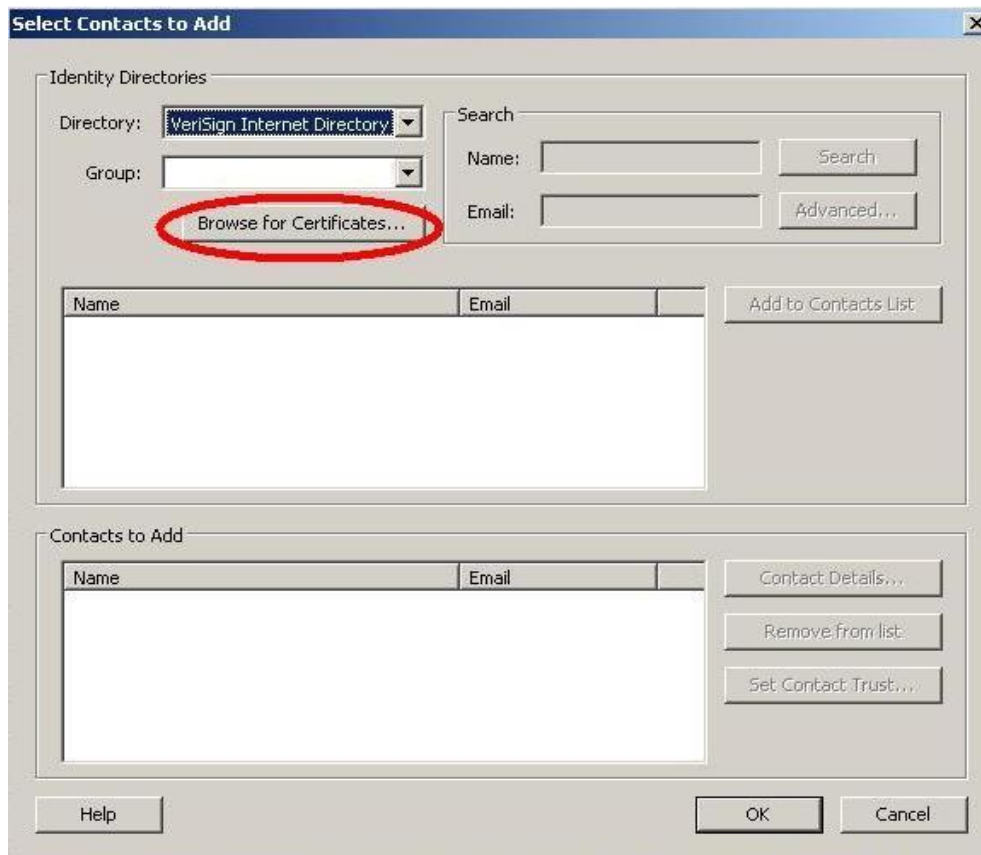 Select Contacts to Add
Identity Directories
Directory: VeriSign Internet Directory
Group:
Browse for Certificates...
Search
Name: Search
Email: Advanced...
Name Email
Add to Contacts List
Contacts to Add
Name Email
Contact Details...
Remove from list
Set Contact Trust...
Help OK Cancel